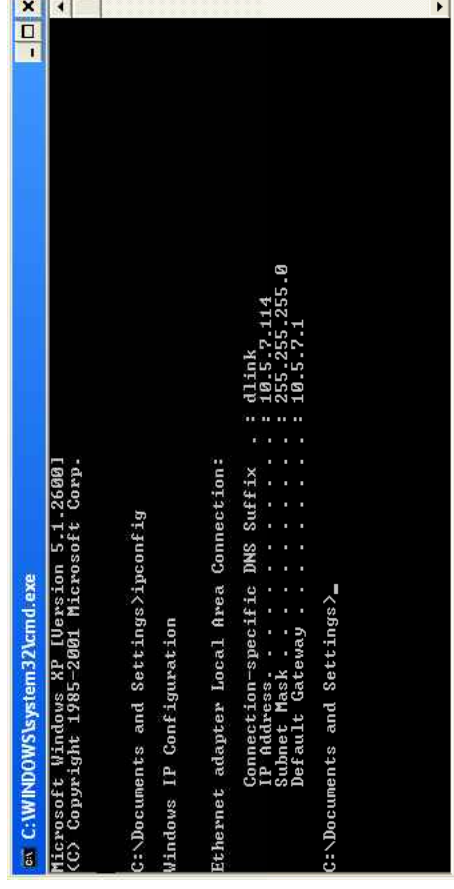 C:\WINDOWS\system32\cmd.exe
Microsoft Windows XP [Version 5.1.2600]
(C) Copyright 1985-2001 Microsoft Corp.
C:\Documents and Settings>ipconfig
Windows IP Configuration
Ethernet adapter Local Area Connection:
Connection-specific DNS Suffix  . : dlink
IP Address. . . . . . . . . . . . : 10.5.7.114
Subnet Mask . . . . . . . . . . . : 255.255.255.0
Default Gateway . . . . . . . . . : 10.5.7.1
C:\Documents and Settings>_